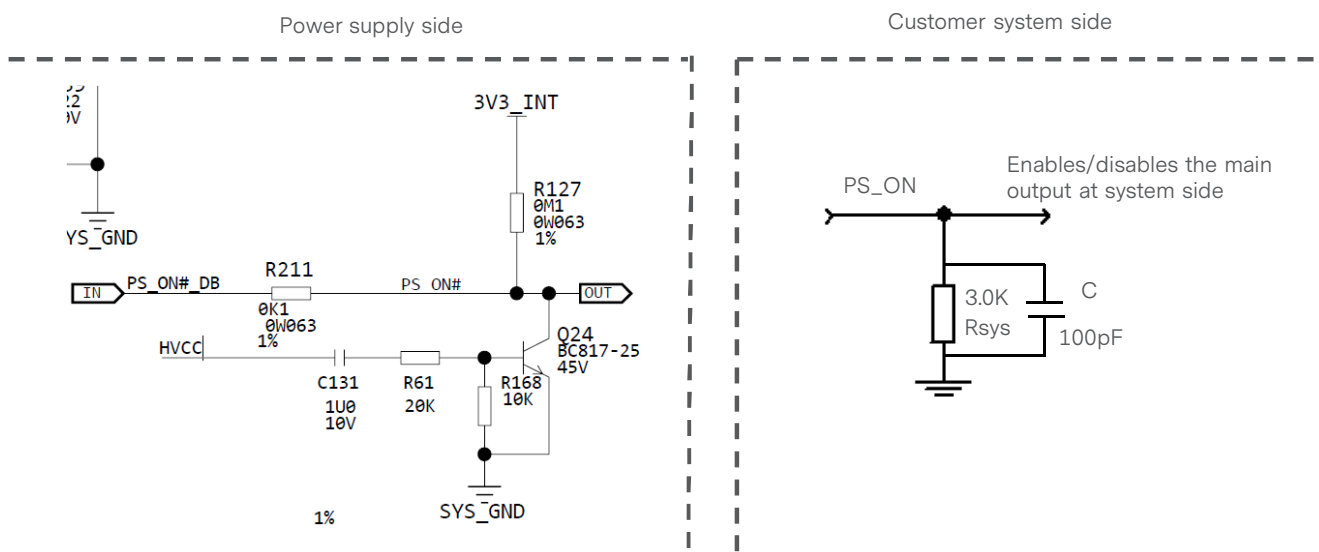 Power supply side
Customer system side
22
3V3_INT
R127
0M1
0W063
1%
YS_GND
IN
PS_ON#_DB
R211
0K1
0W063
1%
PS_ON#
OUT
HVCC
C131
1U0
10V
R61
20K
R168
10K
Q24
BC817-25
45V
SYS_GND
1%
PS_ON
Enables/disables the main
output at system side
3.0K
Rsys
C
100pF